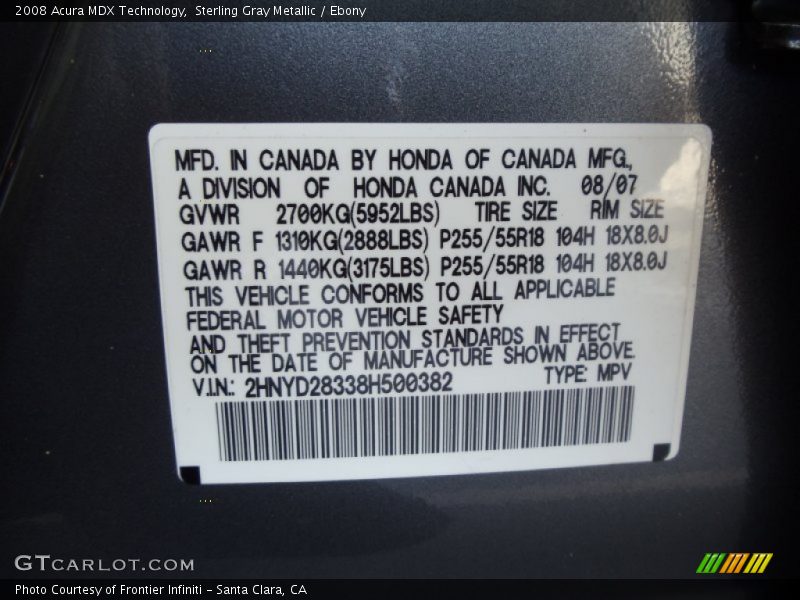 2008 Acura MDX Technology, Sterling Gray Metallic / Ebony
MFD. IN CANADA BY HONDA OF CANADA MFG.,
A DIVISION OF HONDA CANADA INC. 08/07
GVWR 2700KG(5952LBS) TIRE SIZE RIM SIZE
GAWR F 1310KG(2888LBS) P255/55R18 104H 18X8.0J
GAWR R 1440KG(3175LBS) P255/55R18 104H 18X8.0J
THIS VEHICLE CONFORMS TO ALL APPLICABLE
FEDERAL MOTOR VEHICLE SAFETY
AND THEFT PREVENTION STANDARDS IN EFFECT
ON THE DATE OF MANUFACTURE SHOWN ABOVE.
V.I.N.: 2HNYD28338H500382 TYPE: MPV
GTCARLOT.COM
Photo Courtesy of Frontier Infiniti - Santa Clara, CA